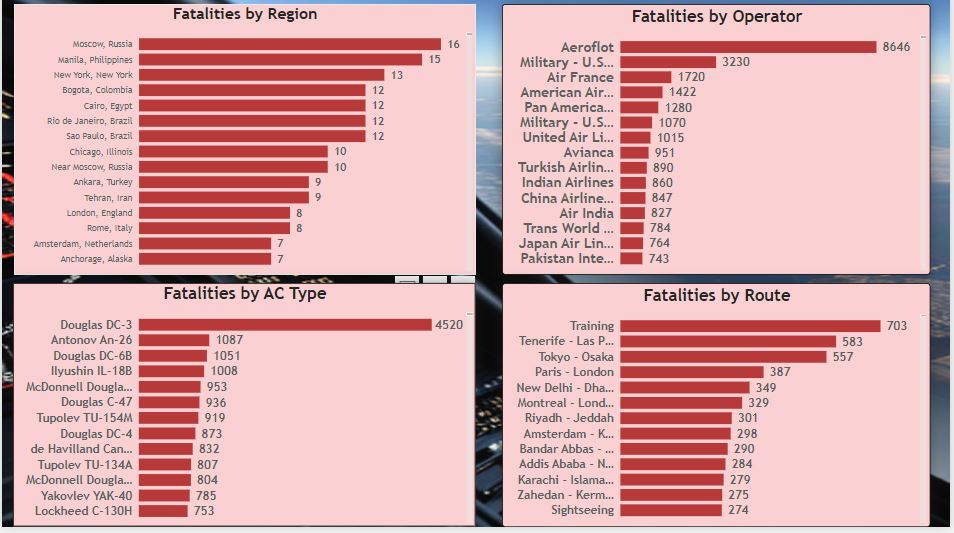 Fatalities by Region
Moscow, Russia 16
Manila, Philippines 15
New York, New York 13
Bogota, Colombia 12
Cairo, Egypt 12
Rio de Janeiro, Brazil 12
Sao Paulo, Brazil 12
Chicago, Illinois 10
Near Moscow, Russia 10
Ankara, Turkey 9
Tehran, Iran 9
London, England 8
Rome, Italy 8
Amsterdam, Netherlands 7
Anchorage, Alaska 7
Fatalities by Operator
Aeroflot 8646
Military - U.S... 3230
Air France 1720
American Air... 1422
Pan America... 1280
Military - U.S... 1070
United Air Li... 1015
Avianca 951
Turkish Airlin... 890
Indian Airlines 860
China Airline... 847
Air India 827
Trans World ... 784
Japan Air Lin... 764
Pakistan Inte... 743
Fatalities by AC Type
Douglas DC-3 4520
Antonov An-26 1087
Douglas DC-6B 1051
Ilyushin IL-18B 1008
McDonnell Dougla... 953
Douglas C-47 936
Tupolev TU-154M 919
Douglas DC-4 873
de Havilland Can... 832
Tupolev TU-134A 807
McDonnell Dougla... 804
Yakovlev YAK-40 785
Lockheed C-130H 753
Fatalities by Route
Training 703
Tenerife - Las P... 583
Tokyo - Osaka 557
Paris - London 387
New Delhi - Dha... 349
Montreal - Lond... 329
Riyadh - Jeddah 301
Amsterdam - K... 298
Bandar Abbas - ... 290
Addis Ababa - N... 284
Karachi - Islama... 279
Zahedan - Kerm... 275
Sightseeing 274